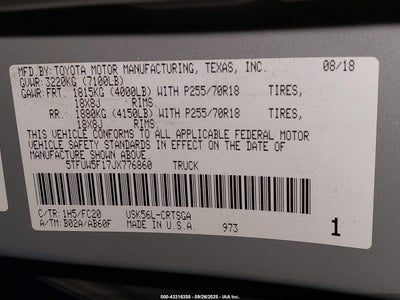 MFD.BY:TOYOTA MOTOR MANUFACTURING, TEXAS, INC. 08/18
GVWR: 3220KG (7100LB)
GAWR: FRT. 1815KG (4000LB) WITH P255/70R18 TIRES,
18X8J RIMS.
RR. 1880KG (4150LB) WITH P255/70R18 TIRES,
18X8J RIMS.
THIS VEHICLE CONFORMS TO ALL APPLICABLE FEDERAL MOTOR
VEHICLE SAFETY STANDARDS IN EFFECT ON THE DATE OF
MANUFACTURE SHOWN ABOVE.
5TFUW5F17JX776860 TRUCK
C/TR: 1H5/FC20 USK56L-CRTSGA
A/TM: B02A/AB60F MADE IN U.S.A. 973 1
ID: 000-43316358 - 09/26/2025 - IAA, Inc.